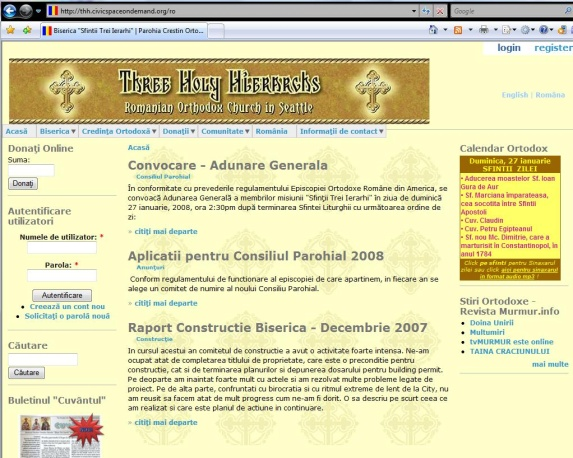 http://thh.civicspaceondemand.org/ro
Google
Biserica "Sfintii Trei Ierarhi" | Parohia Crestin Orto...
login register
THREE HOLY HIERARCHS
Romanian Orthodox Church in Seattle
English | Româna
Acasă Biserica Credința Ortodoxă Donații Comunitate România Informații de contact
Donați Online
Suma:
Donați
Autentificare
utilizatori
Numele de utilizator: *
Parola: *
Autentificare
Creează un cont nou
Solicitați o parolă nouă
Căutare
Căutare
Buletinul "Cuvântul"
Acasă
Convocare - Adunare Generala
Consiliul Parohial
În conformitate cu prevederile regulamentului Episcopiei Ortodoxe Române din America, se
convoacă Adunarea Generală a membrilor misiunii "Sfinții Trei Ierarhi" în ziua de duminică
27 ianuarie, 2008, ora 2:30pm după terminarea Sfintei Liturghii cu următoarea ordine de
zi:
» citiți mai departe
Aplicatii pentru Consiliul Parohial 2008
Anunțuri
Conform regulamentului de functionare al episcopiei de care apartinem, in fiecare an se
alege un comitet de numire al noului Consiliu Parohial.
» citiți mai departe
Raport Constructie Biserica - Decembrie 2007
Construcție
In cursul acestui an comitetul de constructie a avut o activitate foarte intensa. Ne-am
ocupat atat de completarea titlului de proprietate, care este o preconditie pentru
constructie, cat si de terminarea planurilor si depunerea dosarului pentru building permit.
Pe deoparte am inaintat foarte mult cu actele si am rezolvat multe probleme legate de
proiect. Pe de alta parte, confruntati cu birocratia si cu ritmul extreme de lent de la City, nu
am reusit sa facem atat de mult progress cum ne-am fi dorit. O sa descriu pe scurt ceea ce
am realizat si care este planul de actiune in continuare.
» citiți mai departe
Calendar Ortodox
Duminica, 27 ianuarie
SFINTII ZILEI
• Aducerea moastelor Sf. Ioan
Gura de Aur
• Sf. Marciana împarateasa,
cea socotita intre Sfintii
Apostoli
• Cuv. Claudin
• Cuv. Petru Egipteanul
• Sf. nou Mc. Dimitrie, care a
marturisit în Constantinopol, în
anul 1784
Click pe sfinti pentru Sinaxarul
zilei sau click aici pentru sinaxarul
in format audio mp3 !
Stiri Ortodoxe -
Revista Murmur.info
Doina Unirii
Multumiri
tvMURMUR este online
TAINA CRACIUNULUI
mai multe